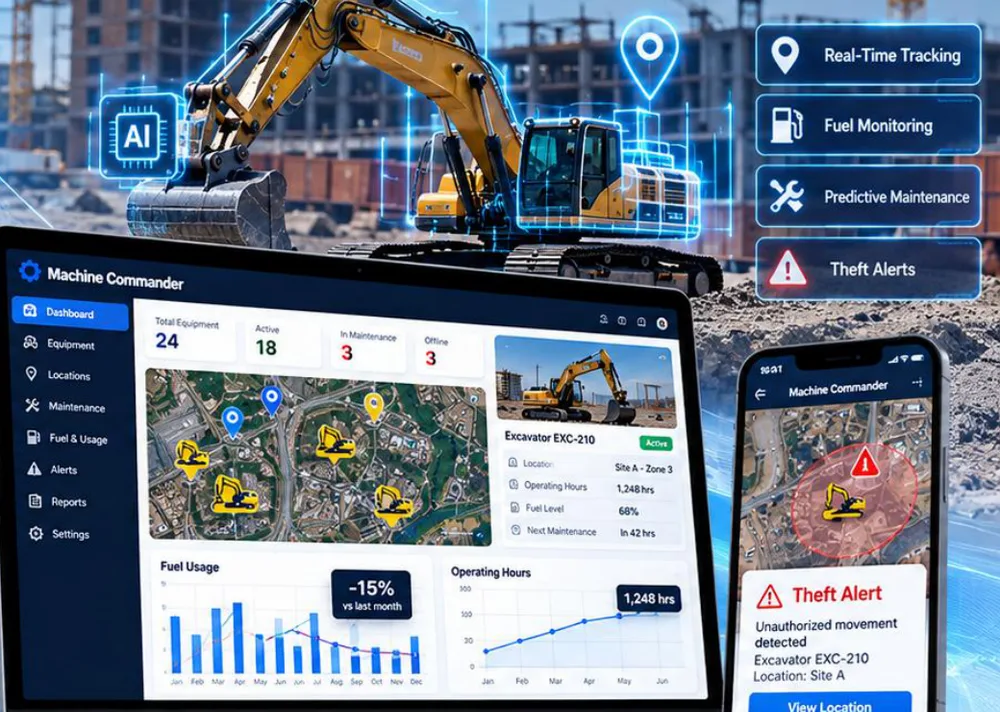 AI
Real-Time Tracking
Fuel Monitoring
Predictive Maintenance
Theft Alerts
Machine Commander
Dashboard
Equipment
Locations
Maintenance
Fuel & Usage
Alerts
Reports
Settings
Total Equipment
24
Active
18
In Maintenance
3
Offline
3
Excavator EXC-210
Active
Location
Site A - Zone 3
Operating Hours
1,248 hrs
Fuel Level
68%
Next Maintenance
In 42 hrs
Fuel Usage
-15%
vs last month
Jan Feb Mar Apr May Jun Jun Jul Aug Sep Oct Nov Dec
Operating Hours
1,248 hrs
300
100
20
0
Jan Feb Mar Apr May Jun
Machine Commander
Theft Alert
Unauthorized movement
detected
Excavator EXC-210
Location: Site A
View Location